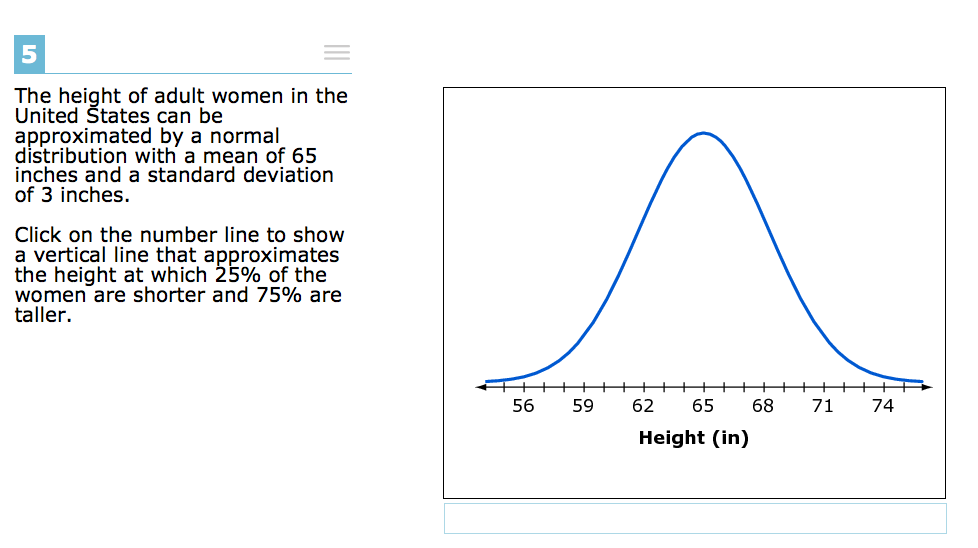 5
The height of adult women in the
United States can be
approximated by a normal
distribution with a mean of 65
inches and a standard deviation
of 3 inches.
Click on the number line to show
a vertical line that approximates
the height at which 25% of the
women are shorter and 75% are
taller.
56 59 62 65 68 71 74
Height (in)